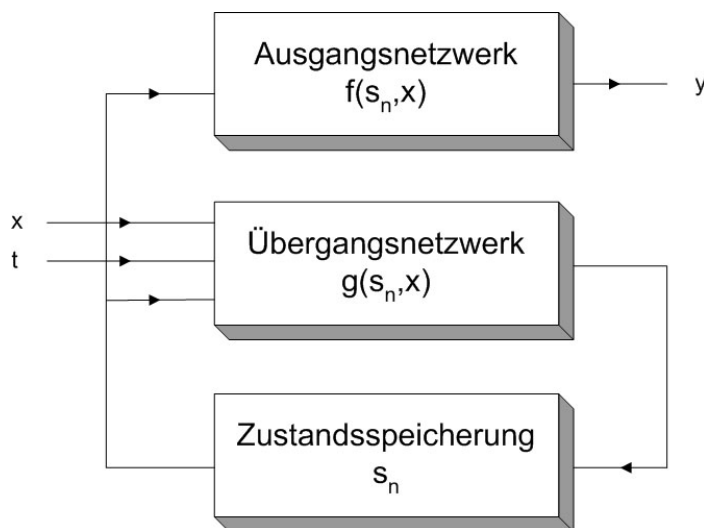 Ausgangsnetzwerk
f(sₙ,x)
y
x
t
Übergangsnetzwerk
g(sₙ,x)
Zustandsspeicherung
sₙ